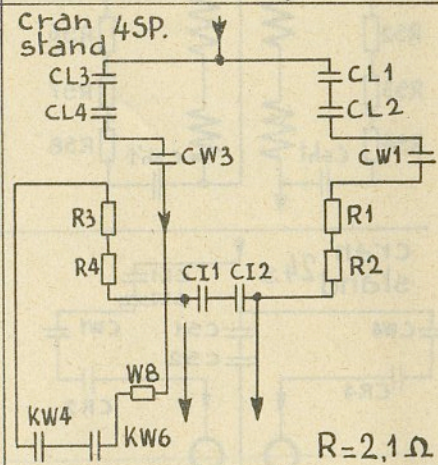 cran 4SP.
stand
CL3 CL1
CL4 CL2
CW3 CW1
R3 R1
R4 R2
CI1 CI2
W8
KW4
KW6
R=2,1Ω